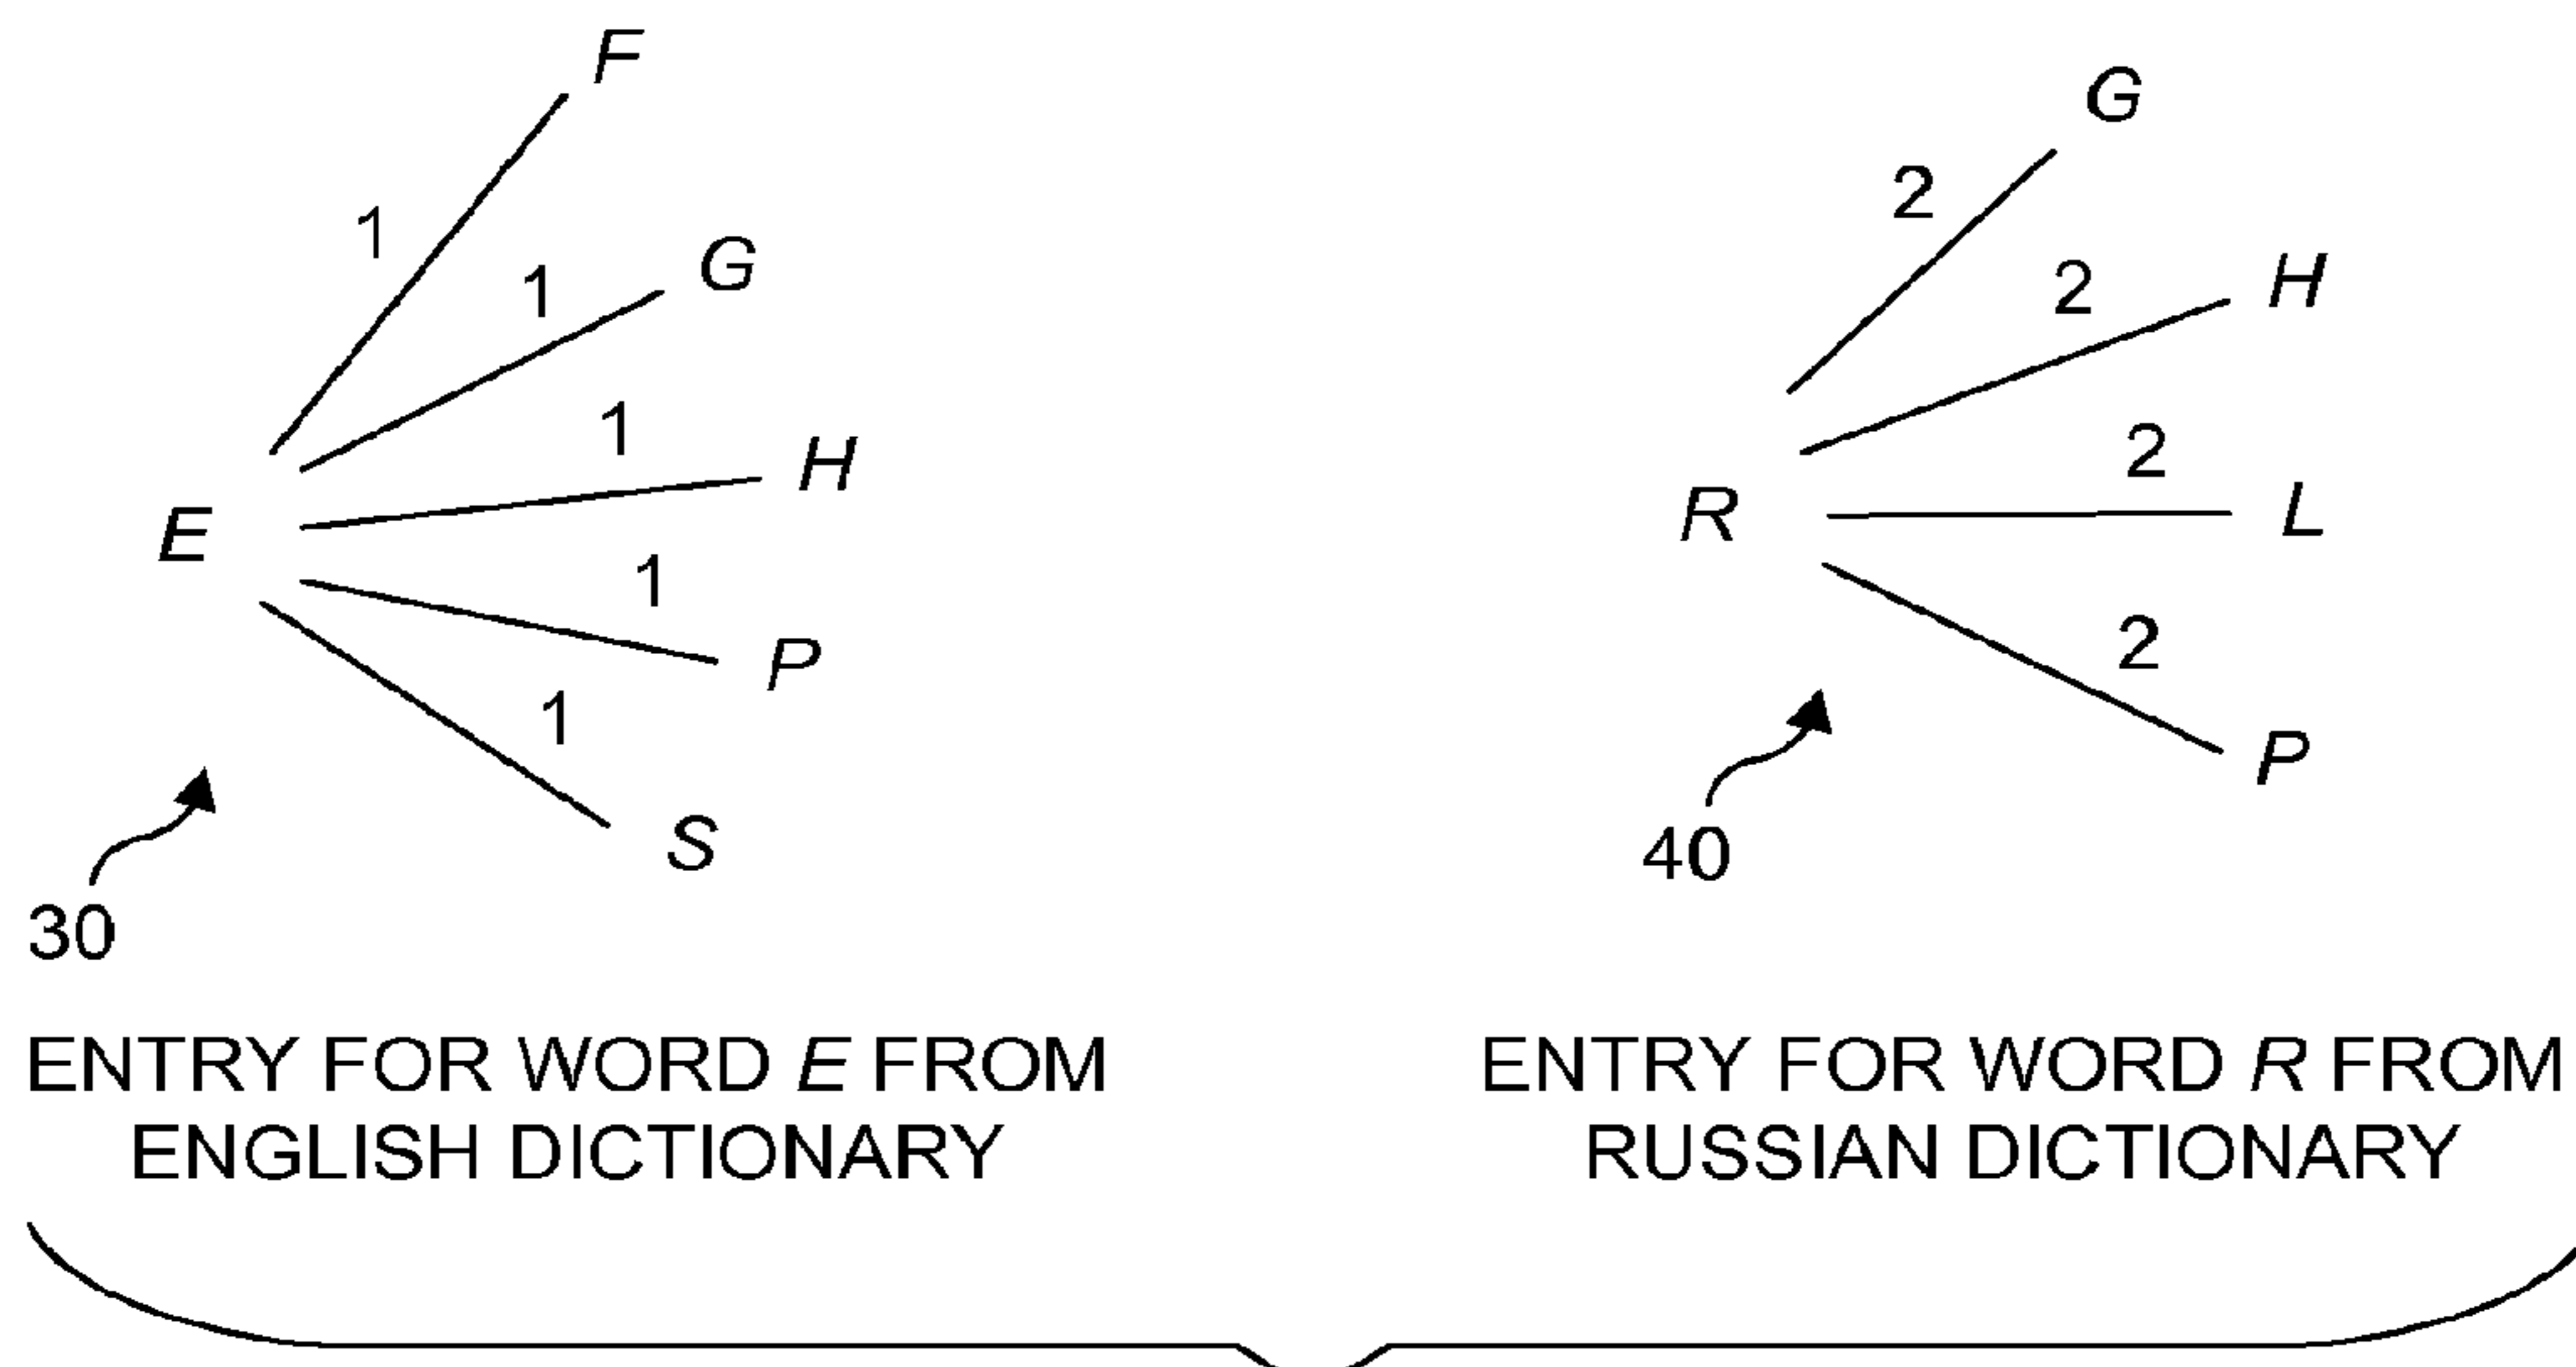 F
1
G
1
H
1
E
P
1
S
1
30
ENTRY FOR WORD E FROM
ENGLISH DICTIONARY
G
2
H
2
R
L
2
P
2
40
ENTRY FOR WORD R FROM
RUSSIAN DICTIONARY